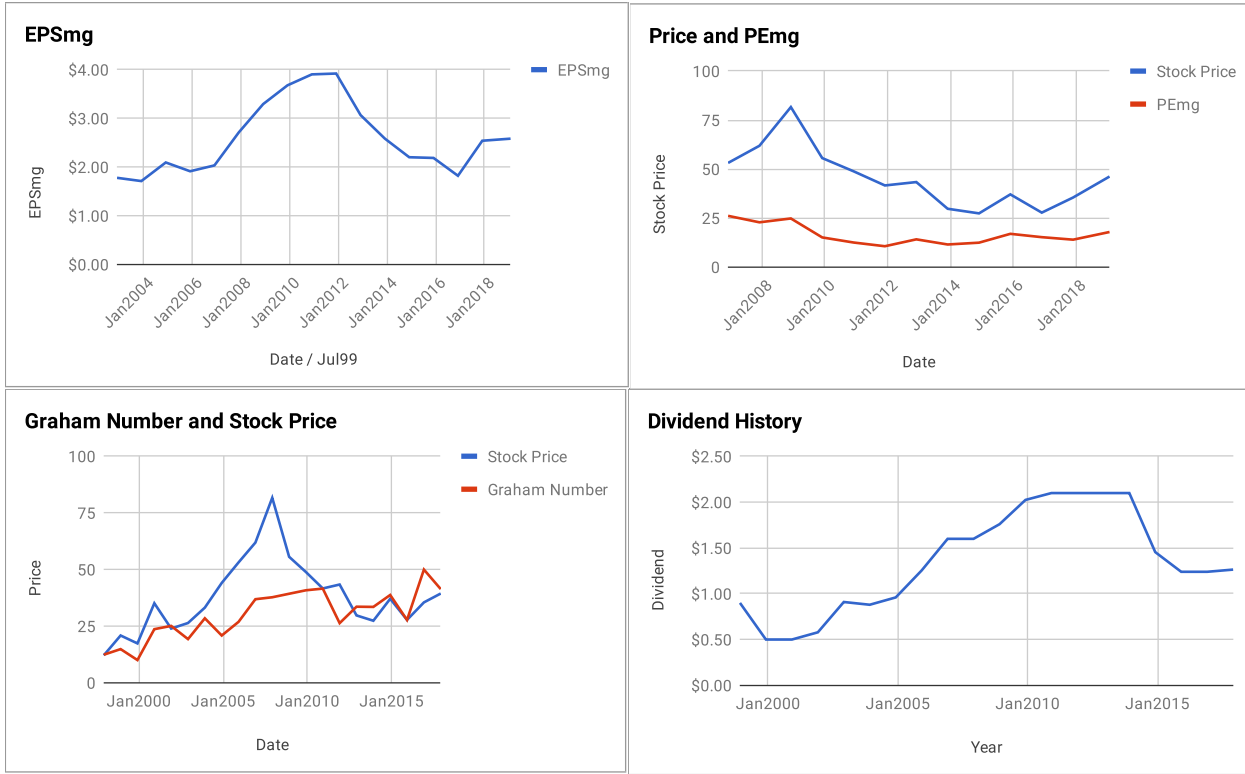 EPSmg
$4.00
$3.00
$2.00
$1.00
$0.00
EPSmg
Jan2004
Jan2006
Jan2008
Jan2010
Jan2012
Jan2014
Jan2016
Jan2018
Date / Jul99
EPSmg
Price and PEmg
100
75
50
25
0
Stock Price
Jan2008
Jan2010
Jan2012
Jan2014
Jan2016
Jan2018
Date
Stock Price
PEmg
Graham Number and Stock Price
100
75
50
25
0
Price
Jan2000
Jan2005
Jan2010
Jan2015
Date
Stock Price
Graham Number
Dividend History
$2.50
$2.00
$1.50
$1.00
$0.50
$0.00
Dividend
Jan2000
Jan2005
Jan2010
Jan2015
Year